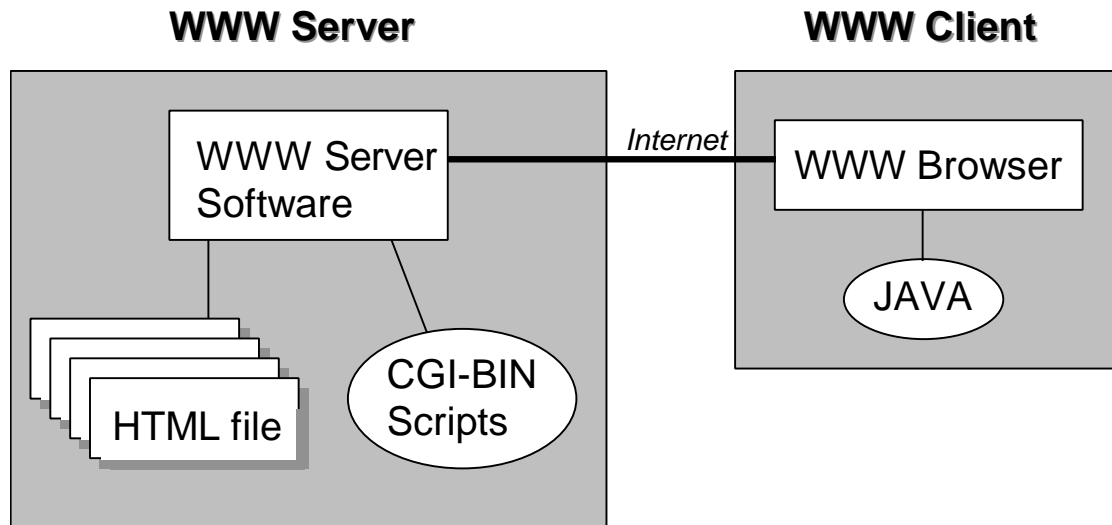 WWW Server
WWW Client
WWW Server
Software
Internet
WWW Browser
JAVA
HTML file
CGI-BIN
Scripts